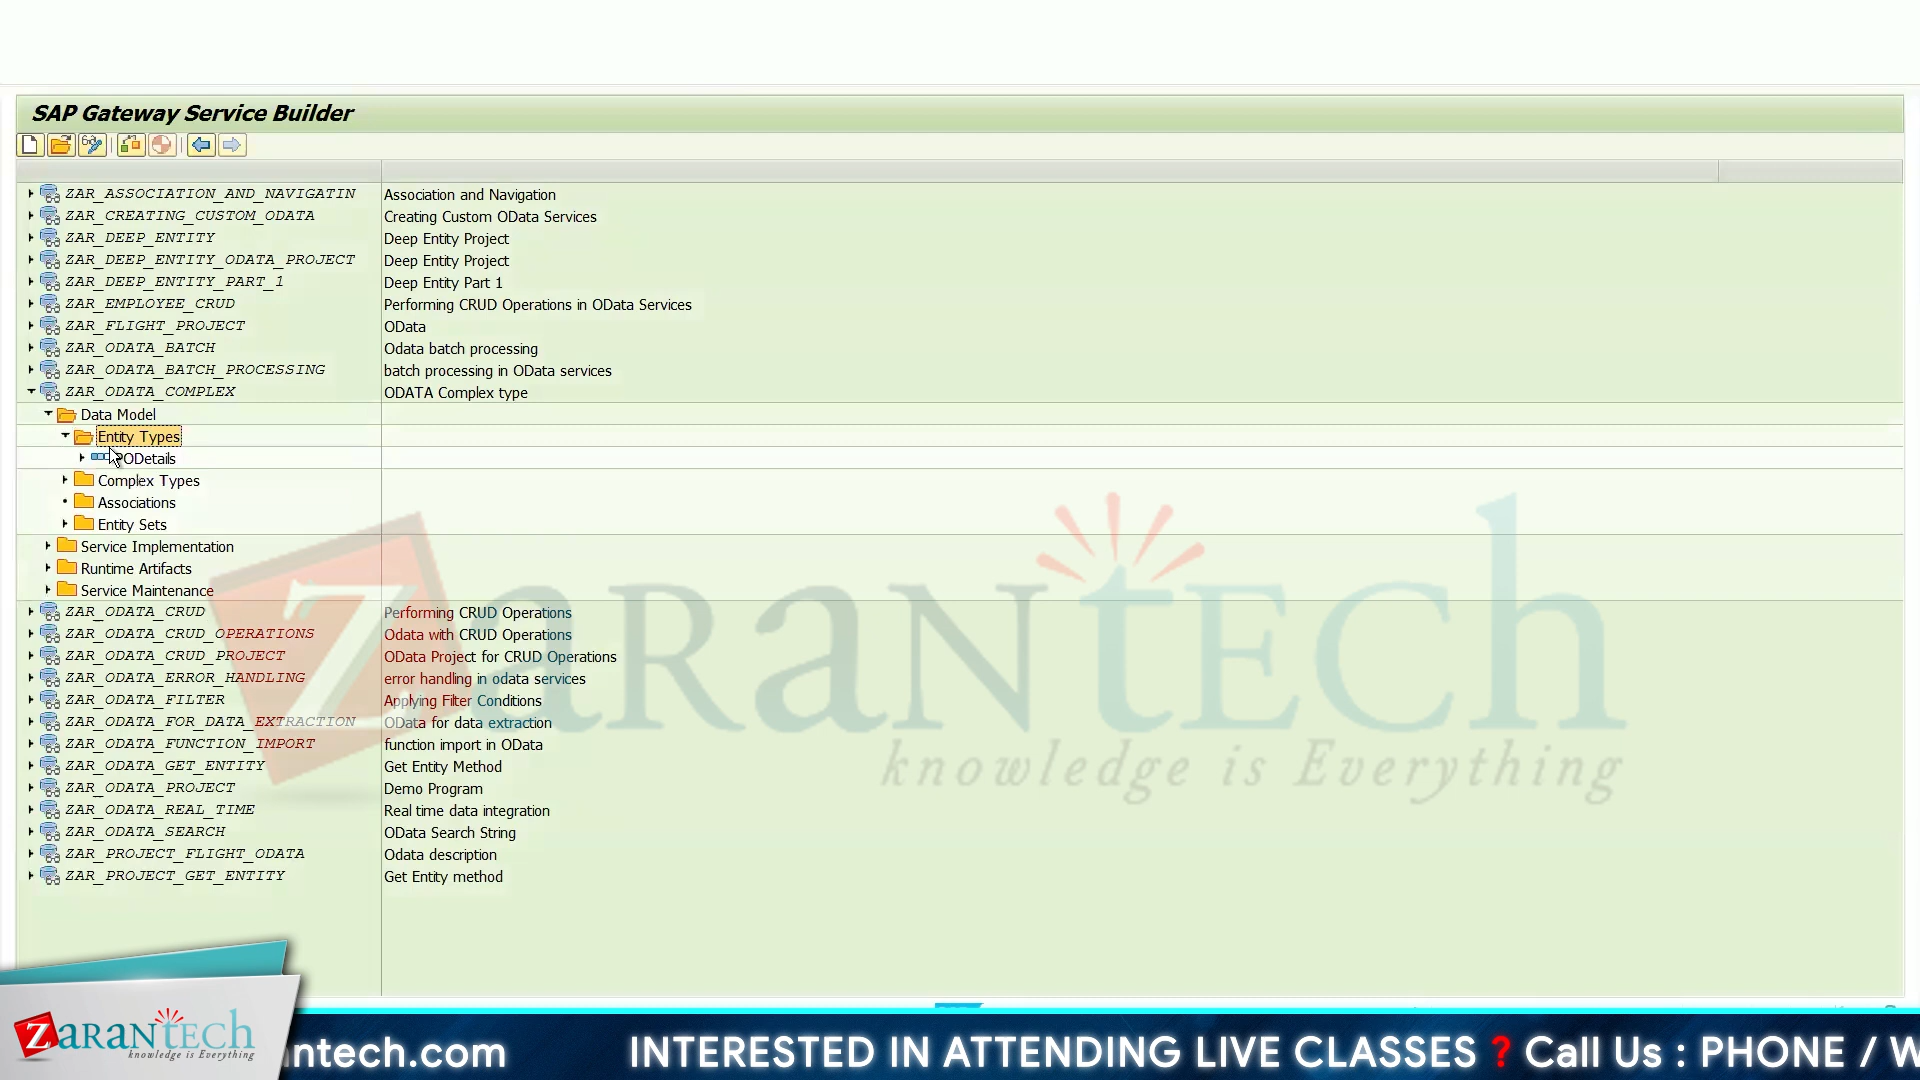 SAP Gateway Service Builder
ZAR_ASSOCIATION_AND_NAVIGATIN Association and Navigation
ZAR_CREATING_CUSTOM_ODATA Creating Custom OData Services
ZAR_DEEP_ENTITY Deep Entity Project
ZAR_DEEP_ENTITY_ODATA_PROJECT Deep Entity Project
ZAR_DEEP_ENTITY_PART_1 Deep Entity Part 1
ZAR_EMPLOYEE_CRUD Performing CRUD Operations in OData Services
ZAR_FLIGHT_PROJECT OData
ZAR_ODATA_BATCH Odata batch processing
ZAR_ODATA_BATCH_PROCESSING batch processing in OData services
ZAR_ODATA_COMPLEX ODATA Complex type
Data Model
Entity Types
ODetails
Complex Types
Associations
Entity Sets
Service Implementation
Runtime Artifacts
Service Maintenance
ZAR_ODATA_CRUD Performing CRUD Operations
ZAR_ODATA_CRUD_OPERATIONS Odata with CRUD Operations
ZAR_ODATA_CRUD_PROJECT OData Project for CRUD Operations
ZAR_ODATA_ERROR_HANDLING error handling in odata services
ZAR_ODATA_FILTER Applying Filter Conditions
ZAR_ODATA_FOR_DATA_EXTRACTION OData for data extraction
ZAR_ODATA_FUNCTION_IMPORT function import in OData
ZAR_ODATA_GET_ENTITY Get Entity Method
ZAR_ODATA_PROJECT Demo Program
ZAR_ODATA_REAL_TIME Real time data integration
ZAR_ODATA_SEARCH OData Search String
ZAR_PROJECT_FLIGHT_ODATA Odata description
ZAR_PROJECT_GET_ENTITY Get Entity method
ZARANTECH
knowledge is Everything
ZARANTECH
knowledge is Everything
rantech.com INTERESTED IN ATTENDING LIVE CLASSES ? Call Us : PHONE / W